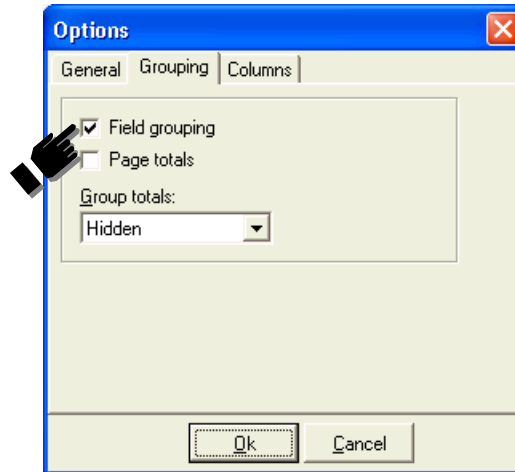 Options
General Grouping Columns
Field grouping
Page totals
Group totals:
Hidden
Ok Cancel